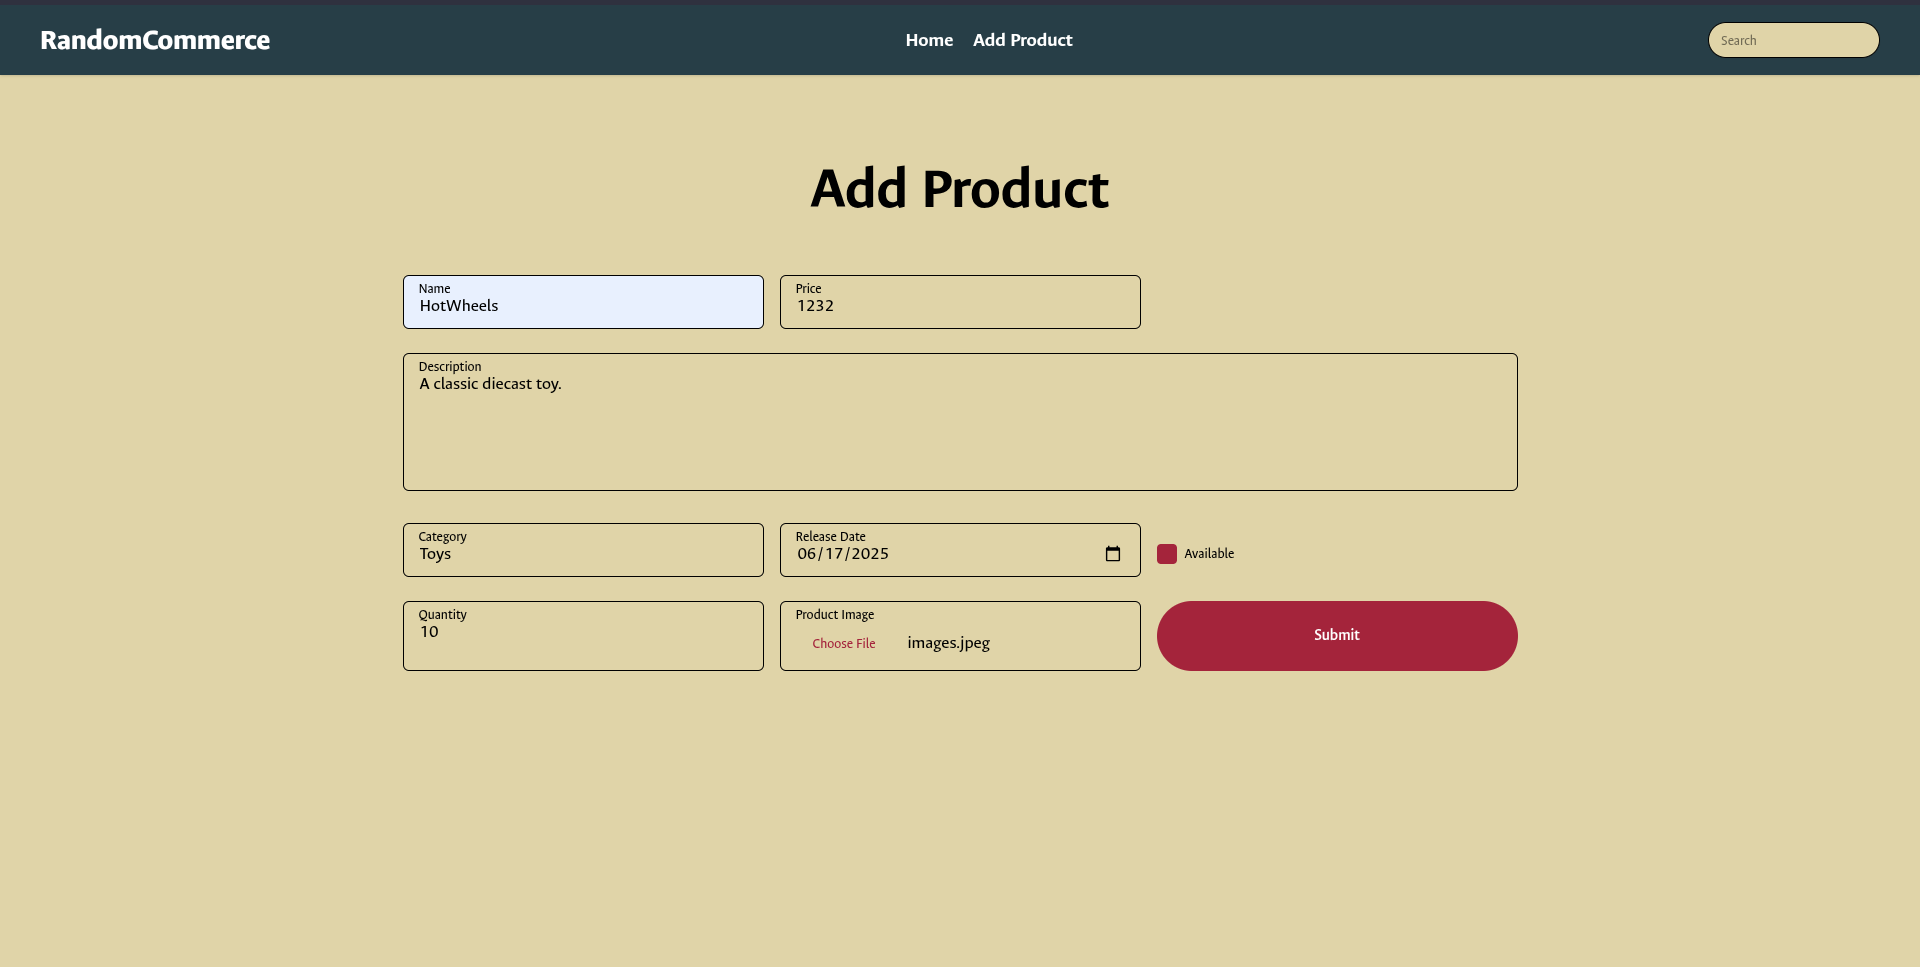 RandomCommerce
Home
Add Product
Search
Add Product
Name
HotWheels
Price
1232
Description
A classic diecast toy.
Category
Toys
Release Date
06/17/2025
Available
Quantity
10
Product Image
Choose File
images.jpeg
Submit